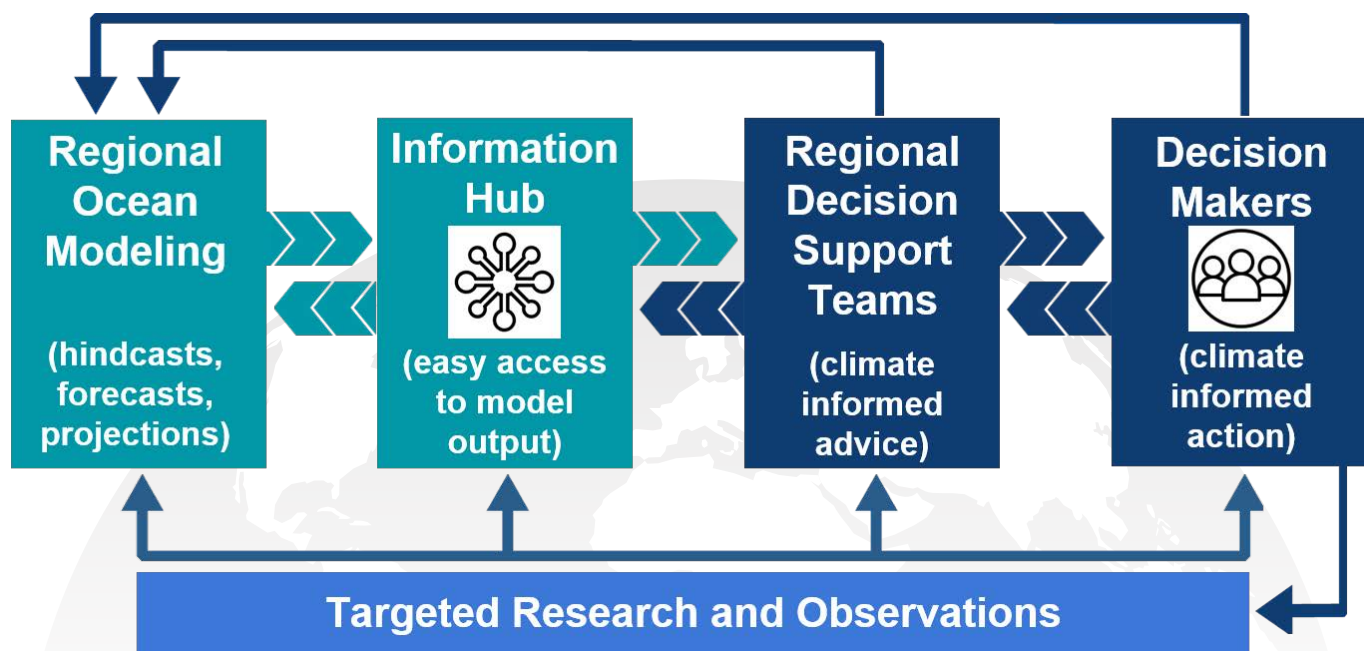 Regional
Ocean
Modeling
(hindcasts,
forecasts,
projections)
Information
Hub
(easy access
to model
output)
Regional
Decision
Support
Teams
(climate
informed
advice)
Decision
Makers
(climate
informed
action)
Targeted Research and Observations